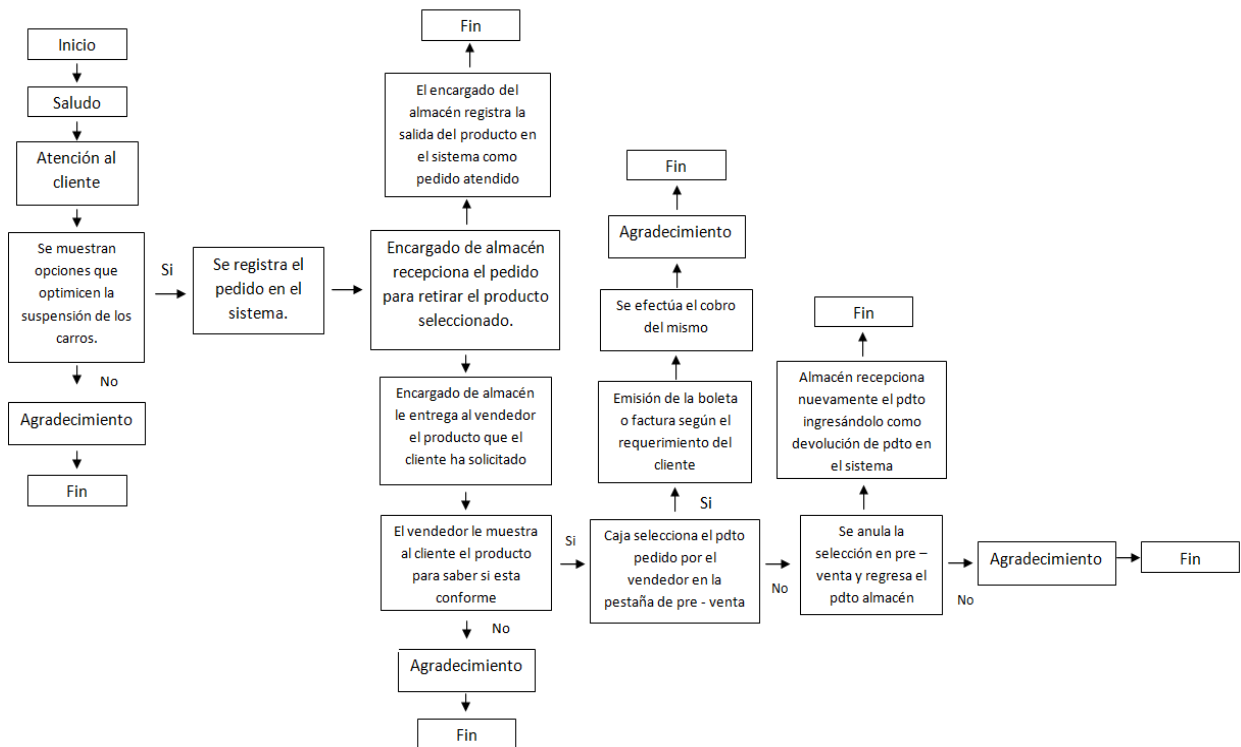 Inicio
Saludo
Atención al
cliente
Se muestran
opciones que
optimicen la
suspensión de los
carros.
No
Agradecimiento
Fin
Si
Se registra el
pedido en el
sistema.
Fin
El encargado del
almacén registra la
salida del producto en
el sistema como
pedido atendido
Encargado de almacén
recepciona el pedido
para retirar el producto
seleccionado.
Encargado de almacén
le entrega al vendedor
el producto que el
cliente ha solicitado
El vendedor le muestra
al cliente el producto
para saber si esta
conforme
No
Agradecimiento
Fin
Si
Fin
Agradecimiento
Se efectúa el cobro
del mismo
Emisión de la boleta
o factura según el
requerimiento del
cliente
Si
Caja selecciona el pdto
pedido por el
vendedor en la
pestaña de pre - venta
No
Fin
Almacén recepciona
nuevamente el pdto
ingresándolo como
devolución de pdto en
el sistema
Se anula la
selección en pre –
venta y regresa el
pdto almacén
No
Agradecimiento
Fin